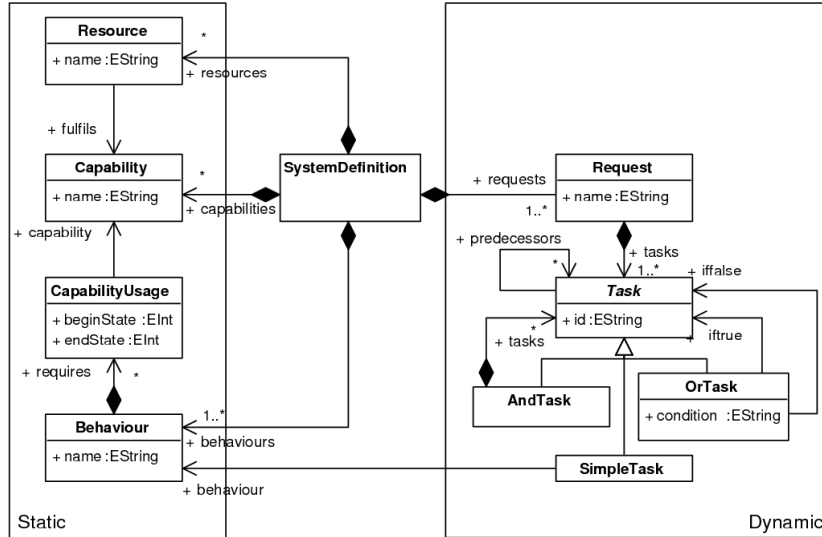 Resource
+ name :EString
*
+ resources
+ fulfils
Capability
+ name :EString
*
+ capabilities
SystemDefinition
+ requests
1..*
Request
+ name :EString
+ capability
+ predecessors
*
+ tasks
1..*
+ iffalse
CapabilityUsage
+ beginState :EInt
+ endState :EInt
Task
+ id :EString
*
+ tasks
+ iftrue
+ requires
*
AndTask
OrTask
+ condition :EString
Behaviour
+ name :EString
1..*
+ behaviours
SimpleTask
+ behaviour
Static
Dynamic